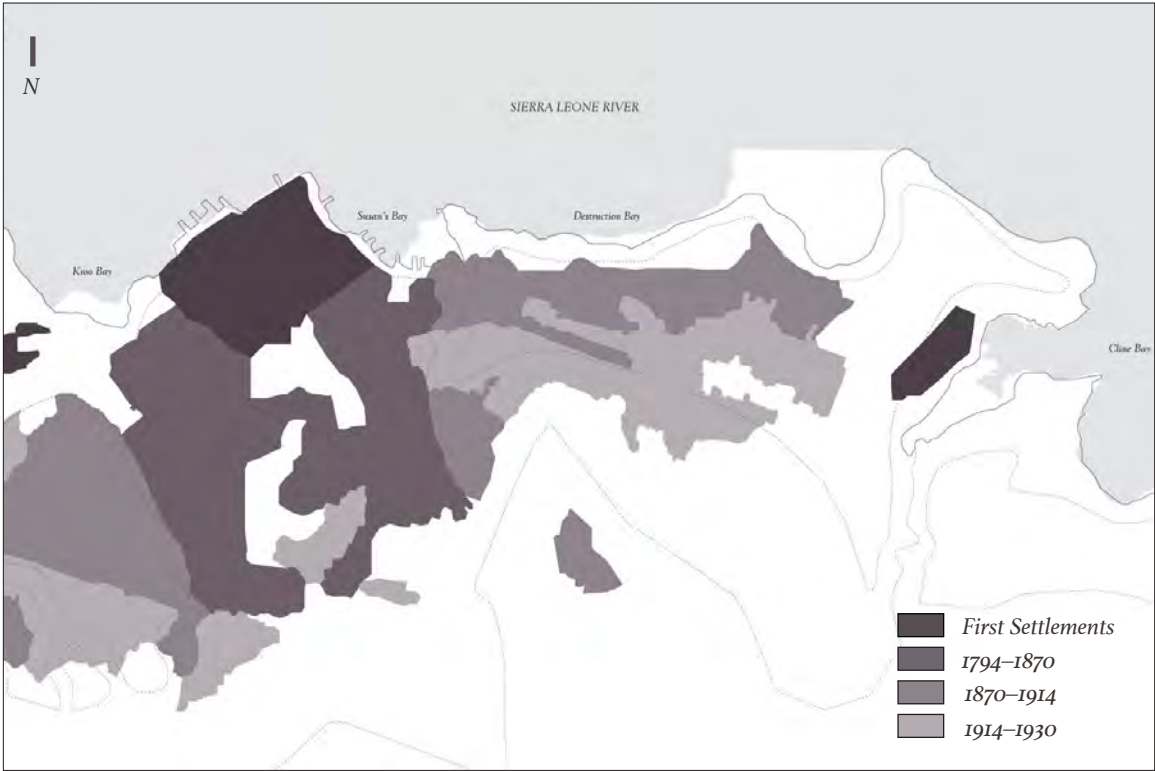 N
SIERRA LEONE RIVER
Susan's Bay
Destruction Bay
Kroo Bay
Cline Bay
First Settlements
1794–1870
1870–1914
1914–1930